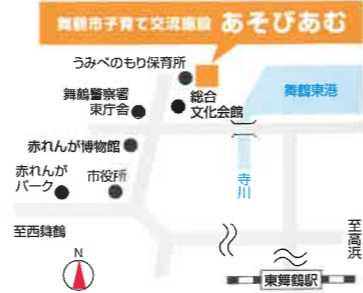 舞鶴市子育て交流施設 あそびあむ
うみべのもり保育所
舞鶴警察署
東庁舎
総合
文化会館
舞鶴東港
赤れんが博物館
赤れんが
パーク
市役所
寺川
至西舞鶴
至高浜
N
東舞鶴駅